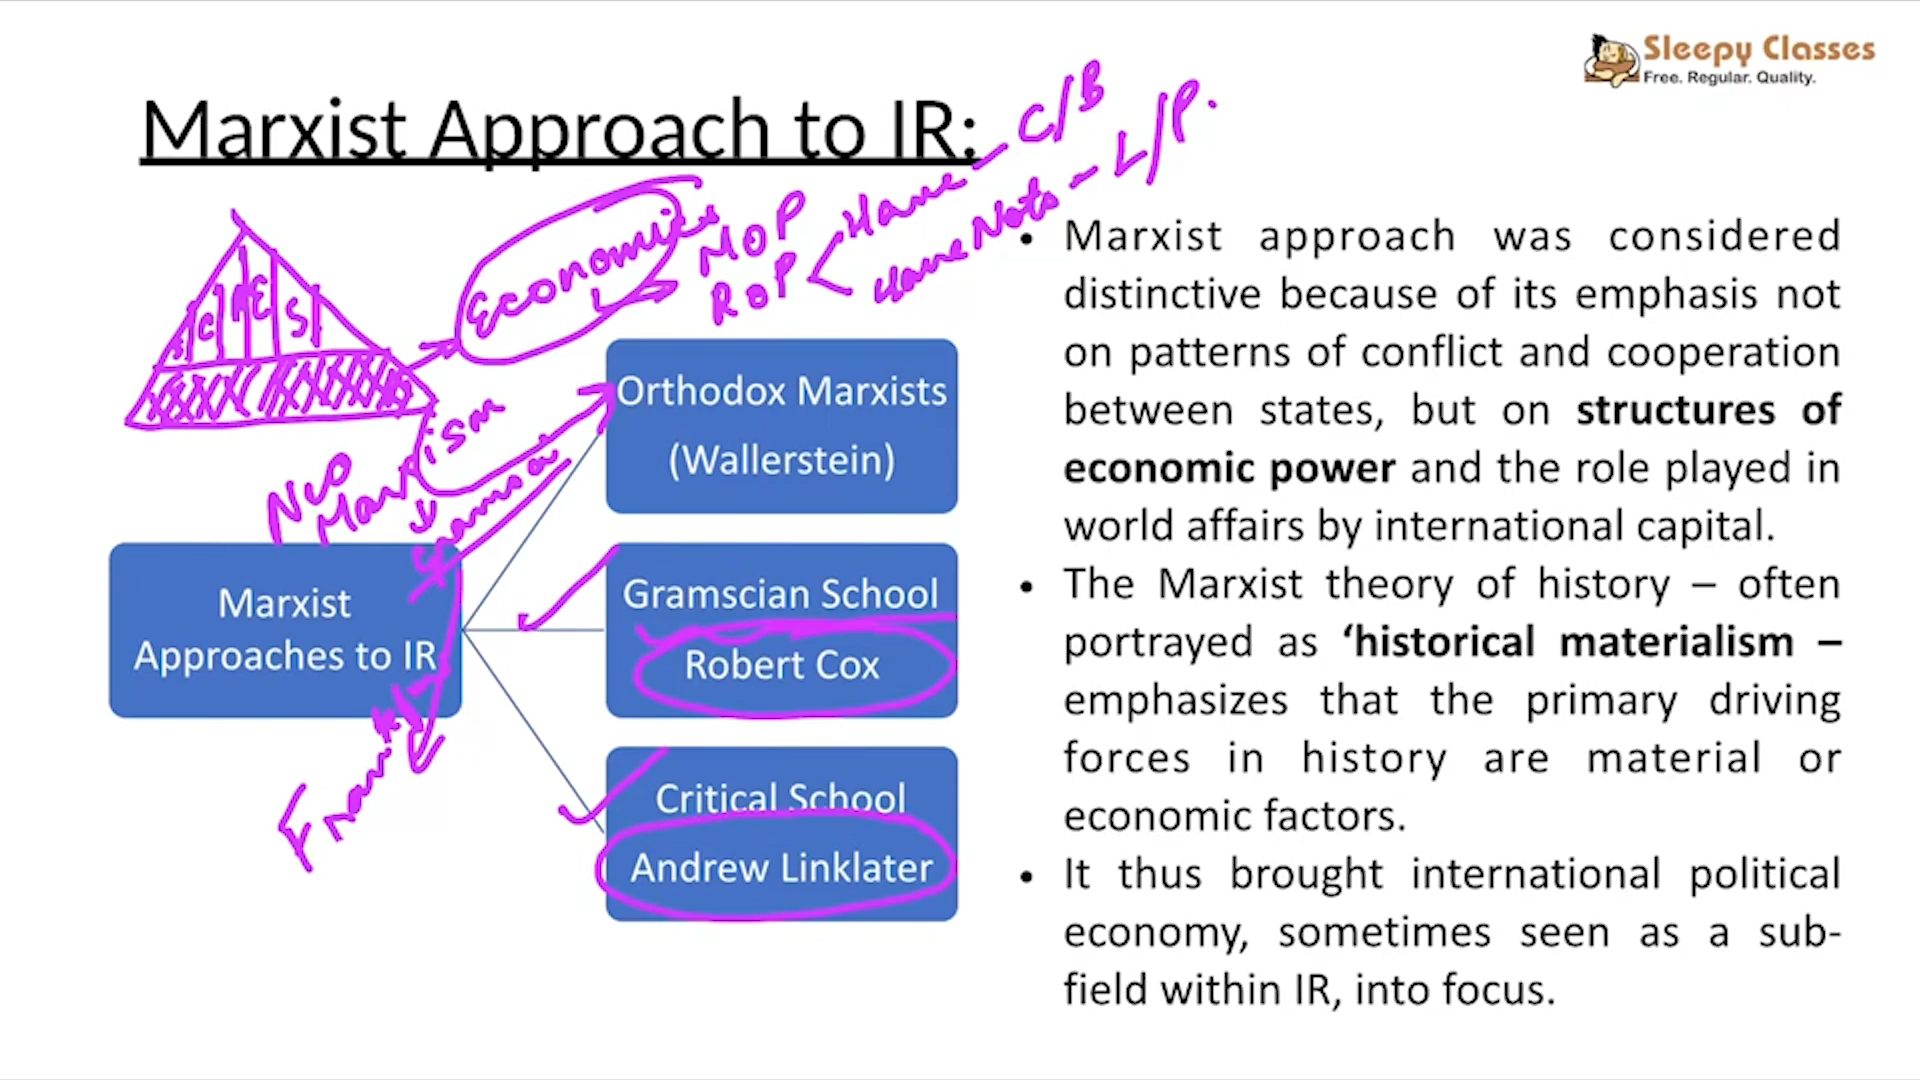 Sleepy Classes
Free. Regular. Quality.
Marxist Approach to IR:
C/B
Have
L/P.
Have Nots
Economics
MOP
ROP
C
E
S
Neo
Marxism
Gramsci
Orthodox Marxists
(Wallerstein)
Marxist
Approaches to IR
Gramscian School
Robert Cox
Critical School
Andrew Linklater
• Marxist approach was considered
distinctive because of its emphasis not
on patterns of conflict and cooperation
between states, but on structures of
economic power and the role played in
world affairs by international capital.
• The Marxist theory of history – often
portrayed as ‘historical materialism –
emphasizes that the primary driving
forces in history are material or
economic factors.
• It thus brought international political
economy, sometimes seen as a sub-
field within IR, into focus.